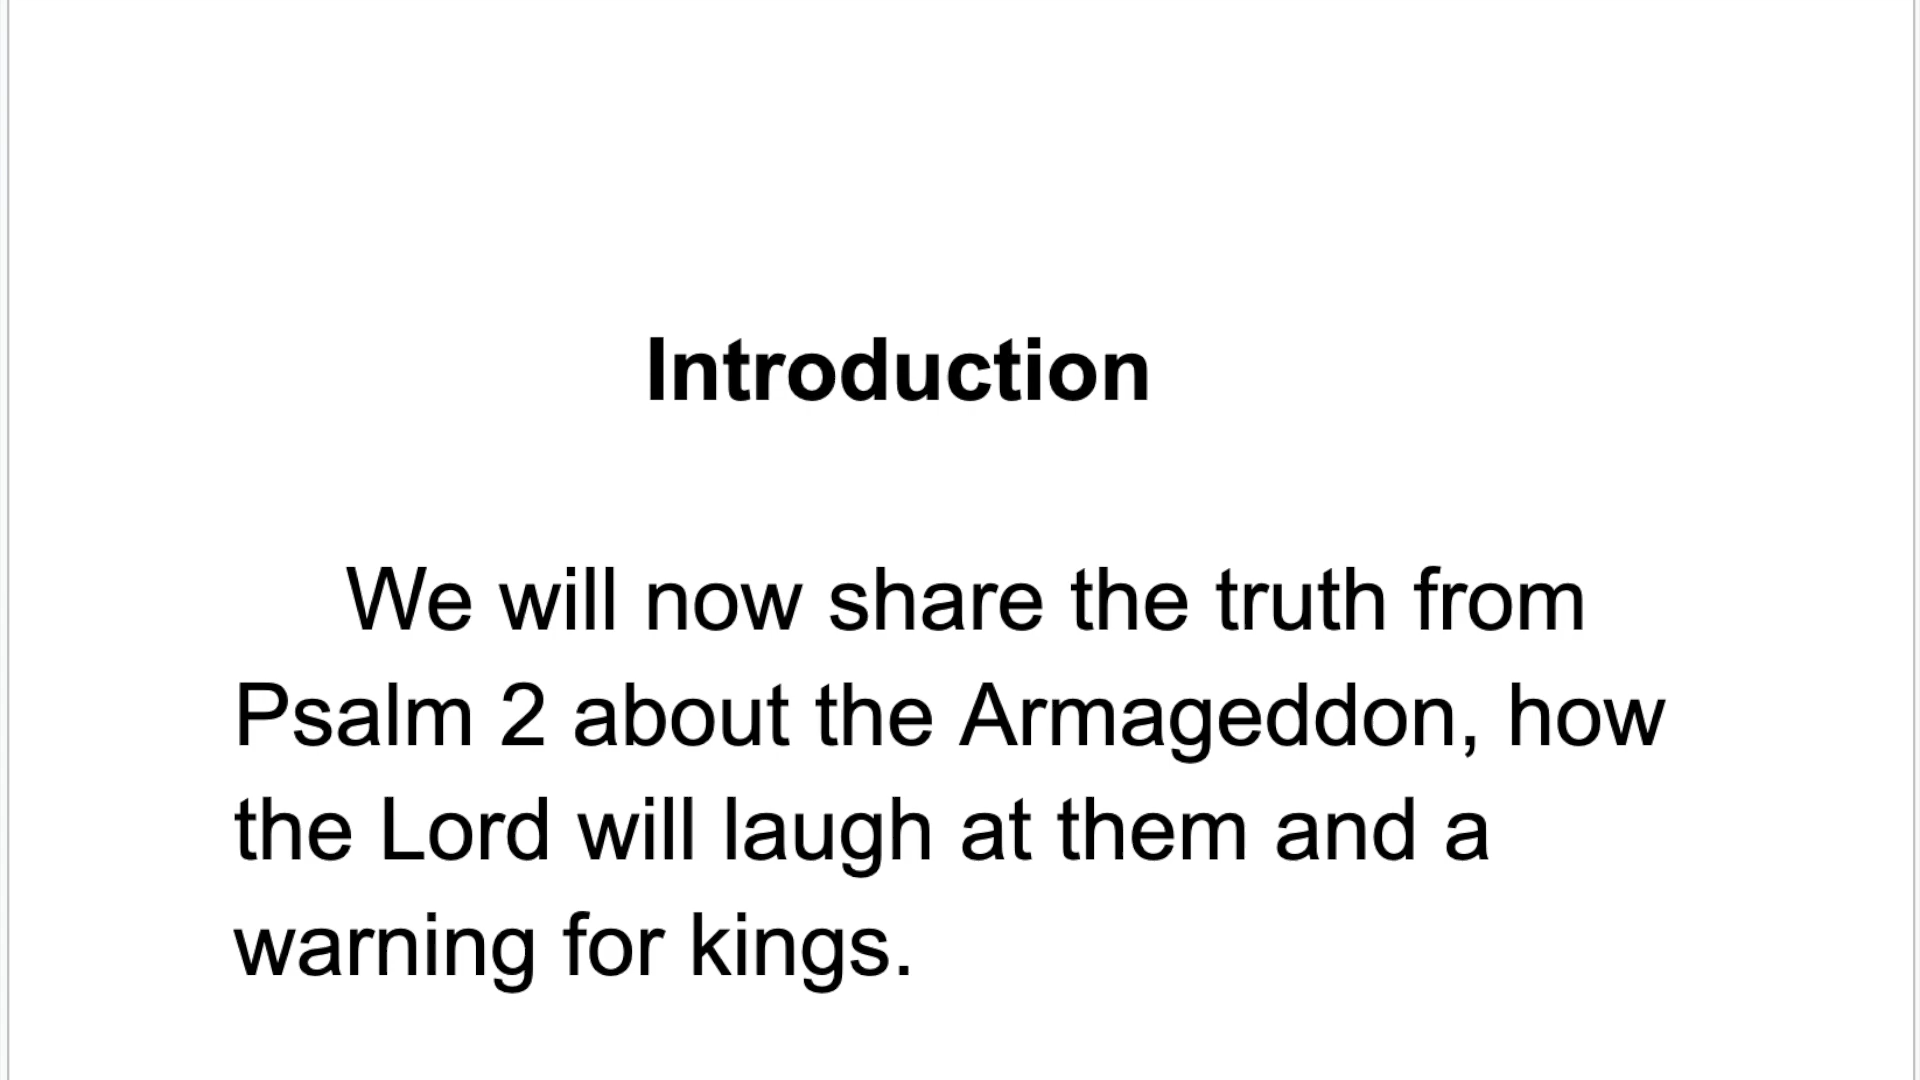 Introduction
We will now share the truth from
Psalm 2 about the Armageddon, how
the Lord will laugh at them and a
warning for kings.